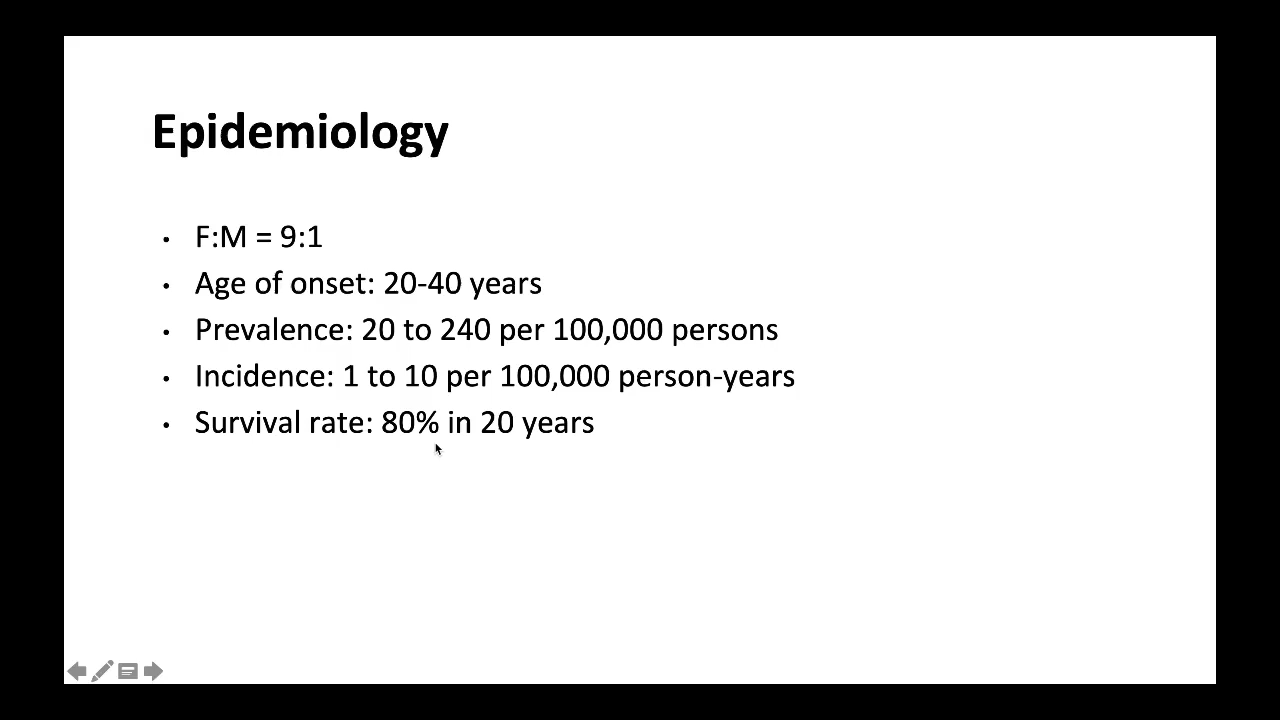 Epidemiology
• F:M = 9:1
• Age of onset: 20-40 years
• Prevalence: 20 to 240 per 100,000 persons
• Incidence: 1 to 10 per 100,000 person-years
• Survival rate: 80% in 20 years